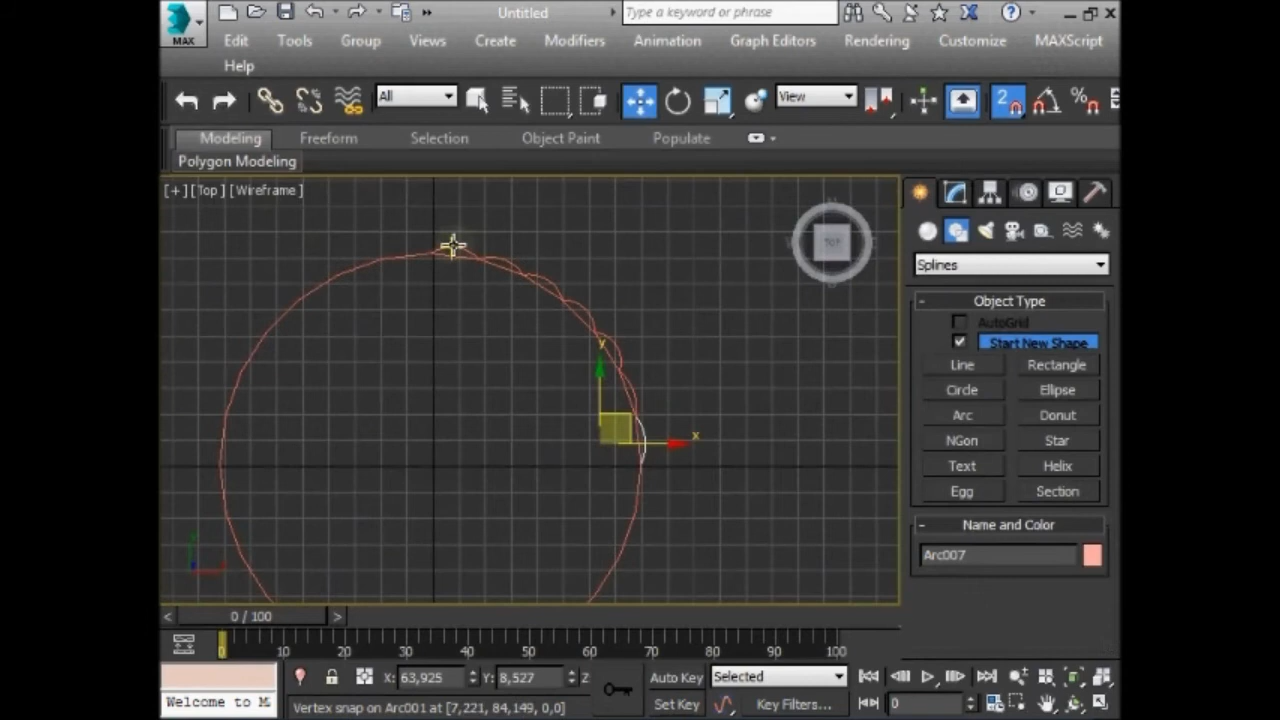 MAX
Untitled
Type a keyword or phrase
Edit Tools Group Views Create Modifiers Animation Graph Editors Rendering Customize MAXScript
Help
All
View
2
%
Modeling Freeform Selection Object Paint Populate
Polygon Modeling
[+] [Top] [Wireframe]
TOP
Splines
- Object Type
AutoGrid
Start New Shape
y
x
Line Rectangle
Circle Ellipse
Arc Donut
NGon Star
Text Helix
Egg Section
- Name and Color
Arc007
< 0 / 100 >
0 10 20 30 40 50 60 70 80 90 100
X: 63,925 Y: 8,527 Z
Auto Key Selected
Welcome to M
Vertex snap on Arc001 at [7,221, 84,149, 0,0]
Set Key Key Filters... 0